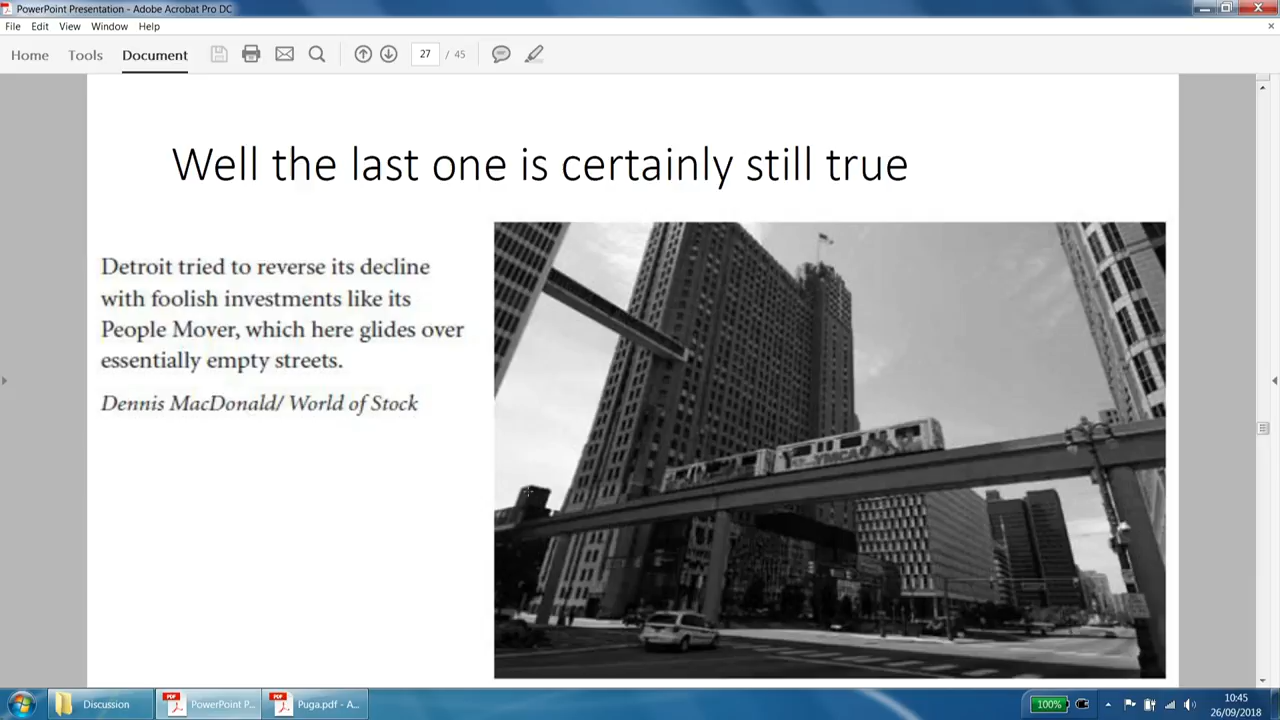 PowerPoint Presentation - Adobe Acrobat Pro DC
File Edit View Window Help
Home Tools Document 27 / 45
Well the last one is certainly still true
Detroit tried to reverse its decline
with foolish investments like its
People Mover, which here glides over
essentially empty streets.
Dennis MacDonald/ World of Stock
YMCA
Discussion PowerPoint P... Puga.pdf - A...
100% 10:45
26/09/2018